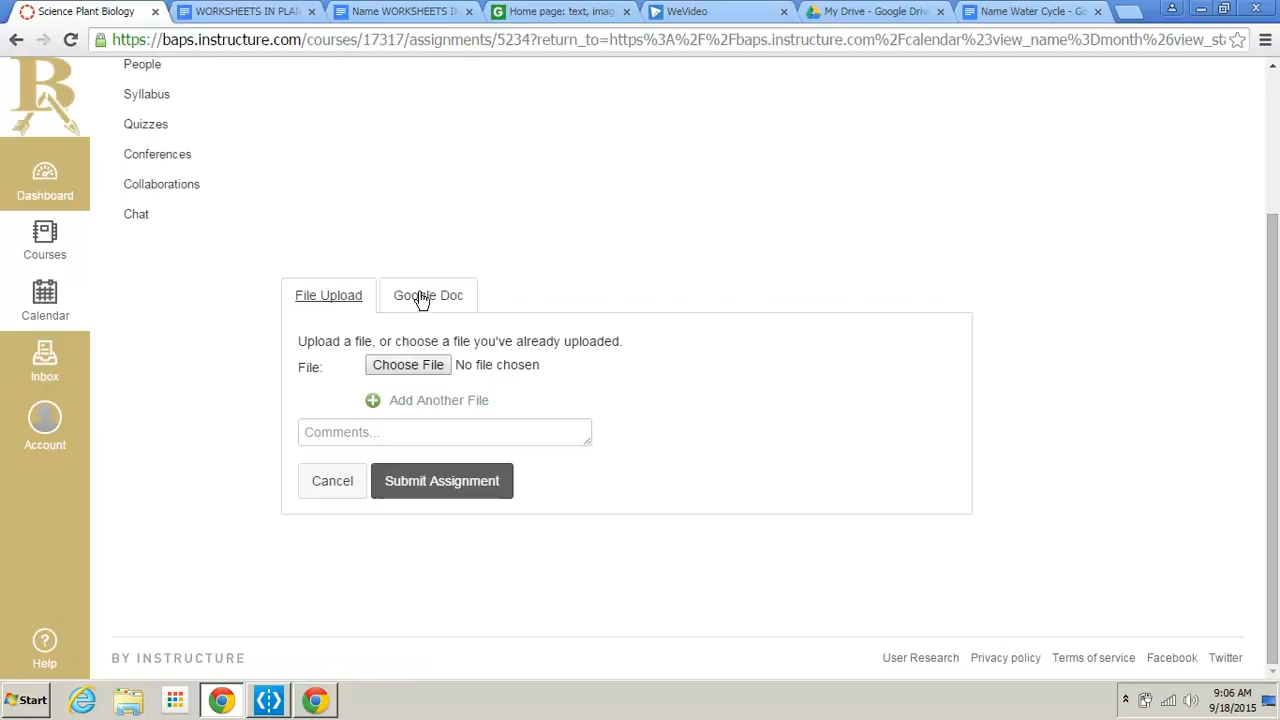 Science Plant Biology
WORKSHEETS IN PLAN
Name WORKSHEETS I
Home page: text, imag
WeVideo
My Drive - Google Driv
Name Water Cycle - Go
https://baps.instructure.com/courses/17317/assignments/5234?return_to=https%3A%2F%2Fbaps.instructure.com%2Fcalendar%23view_name%3Dmonth%26view_st
B
People
Syllabus
Quizzes
Conferences
Collaborations
Chat
Dashboard
Courses
Calendar
Inbox
Account
Help
File Upload
Google Doc
Upload a file, or choose a file you've already uploaded.
File: Choose File No file chosen
Add Another File
Comments...
Cancel Submit Assignment
BY INSTRUCTURE
User Research Privacy policy Terms of service Facebook Twitter
Start
9:06 AM
9/18/2015